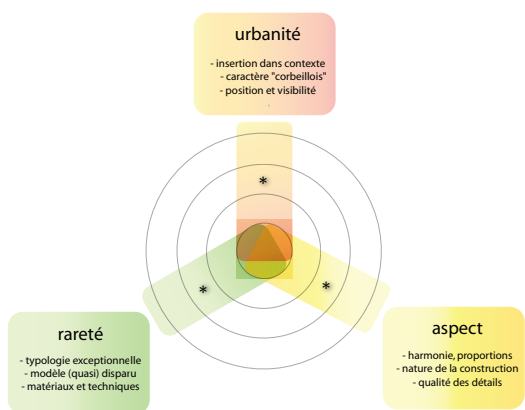 urbanité
- insertion dans contexte
- caractère "corbeillois"
- position et visibilité
*
*
*
rareté
- typologie exceptionnelle
- modèle (quasi) disparu
- matériaux et techniques
aspect
- harmonie, proportions
- nature de la construction
- qualité des détails